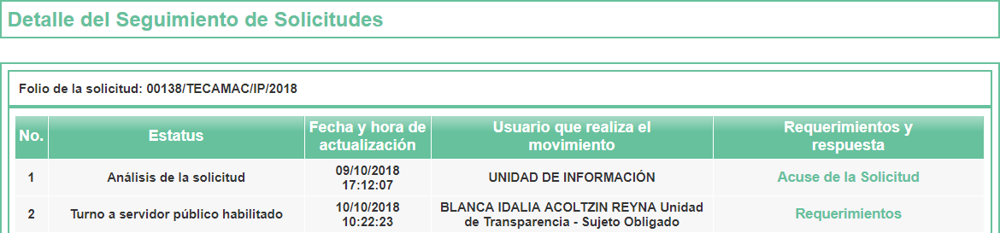 Detalle del Seguimiento de Solicitudes
Folio de la solicitud: 00138/TECAMAC/IP/2018
No.
Estatus
Fecha y hora de
actualización
Usuario que realiza el
movimiento
Requerimientos y
respuesta
1
Análisis de la solicitud
09/10/2018
17:12:07
UNIDAD DE INFORMACIÓN
Acuse de la Solicitud
2
Turno a servidor público habilitado
10/10/2018
10:22:23
BLANCA IDALIA ACOLTZIN REYNA Unidad
de Transparencia - Sujeto Obligado
Requerimientos